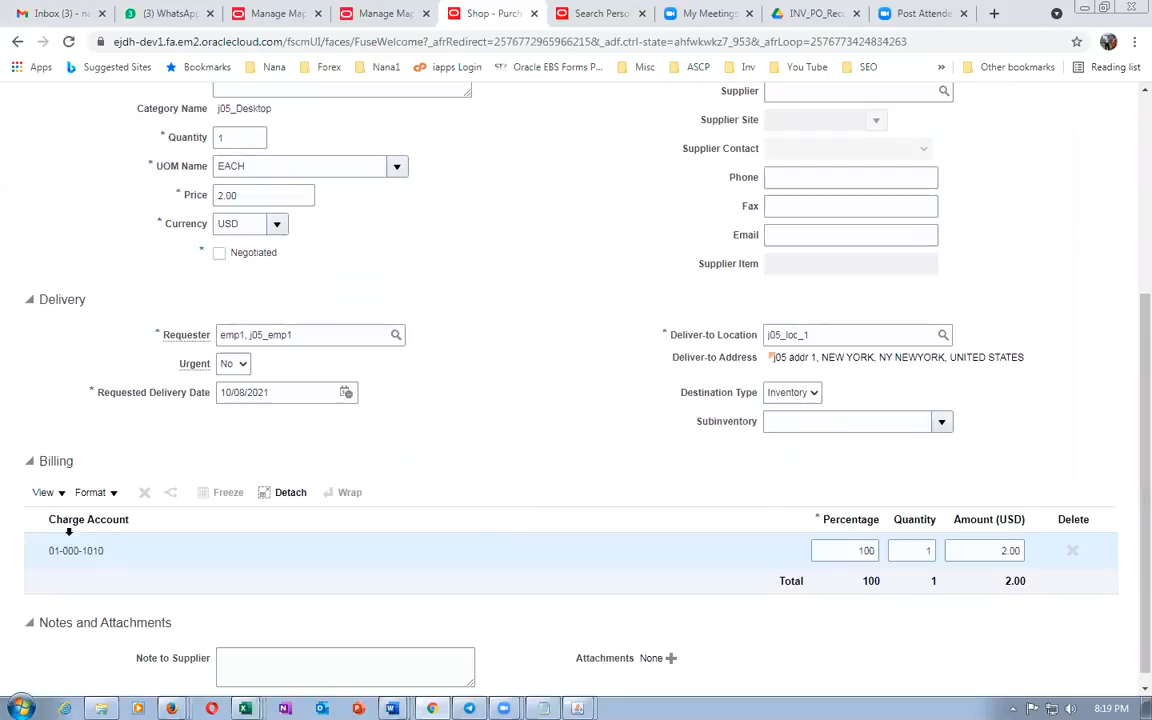 Inbox (3) - n
(3) WhatsApp
Manage Map
Manage Map
Shop - Purch
Search Perso
My Meetings
INV_PO_Recu
Post Attende
ejdh-dev1.fa.em2.oraclecloud.com/fscmUI/faces/FuseWelcome?_afrRedirect=2576772965966215&_adf.ctrl-state=ahfwkwkz7_953&_afrLoop=2576773424834263
Apps
Suggested Sites
Bookmarks
Nana
Forex
Nana1
iapps Login
Oracle EBS Forms P...
Misc
ASCP
Inv
You Tube
SEO
»
Other bookmarks
Reading list
Supplier
Category Name j05_Desktop
Supplier Site
* Quantity 1
Supplier Contact
* UOM Name EACH
Phone
* Price 2.00
Fax
* Currency USD
Email
* Negotiated
Supplier Item
Delivery
* Requester emp1, j05_emp1
* Deliver-to Location j05_loc_1
Urgent No
Deliver-to Address j05 addr 1, NEW YORK, NY NEWYORK, UNITED STATES
* Requested Delivery Date 10/08/2021
Destination Type Inventory
Subinventory
Billing
View Format Freeze Detach Wrap
Charge Account * Percentage Quantity Amount (USD) Delete
01-000-1010 100 1 2.00
Total 100 1 2.00
Notes and Attachments
Note to Supplier
Attachments None
8:19 PM